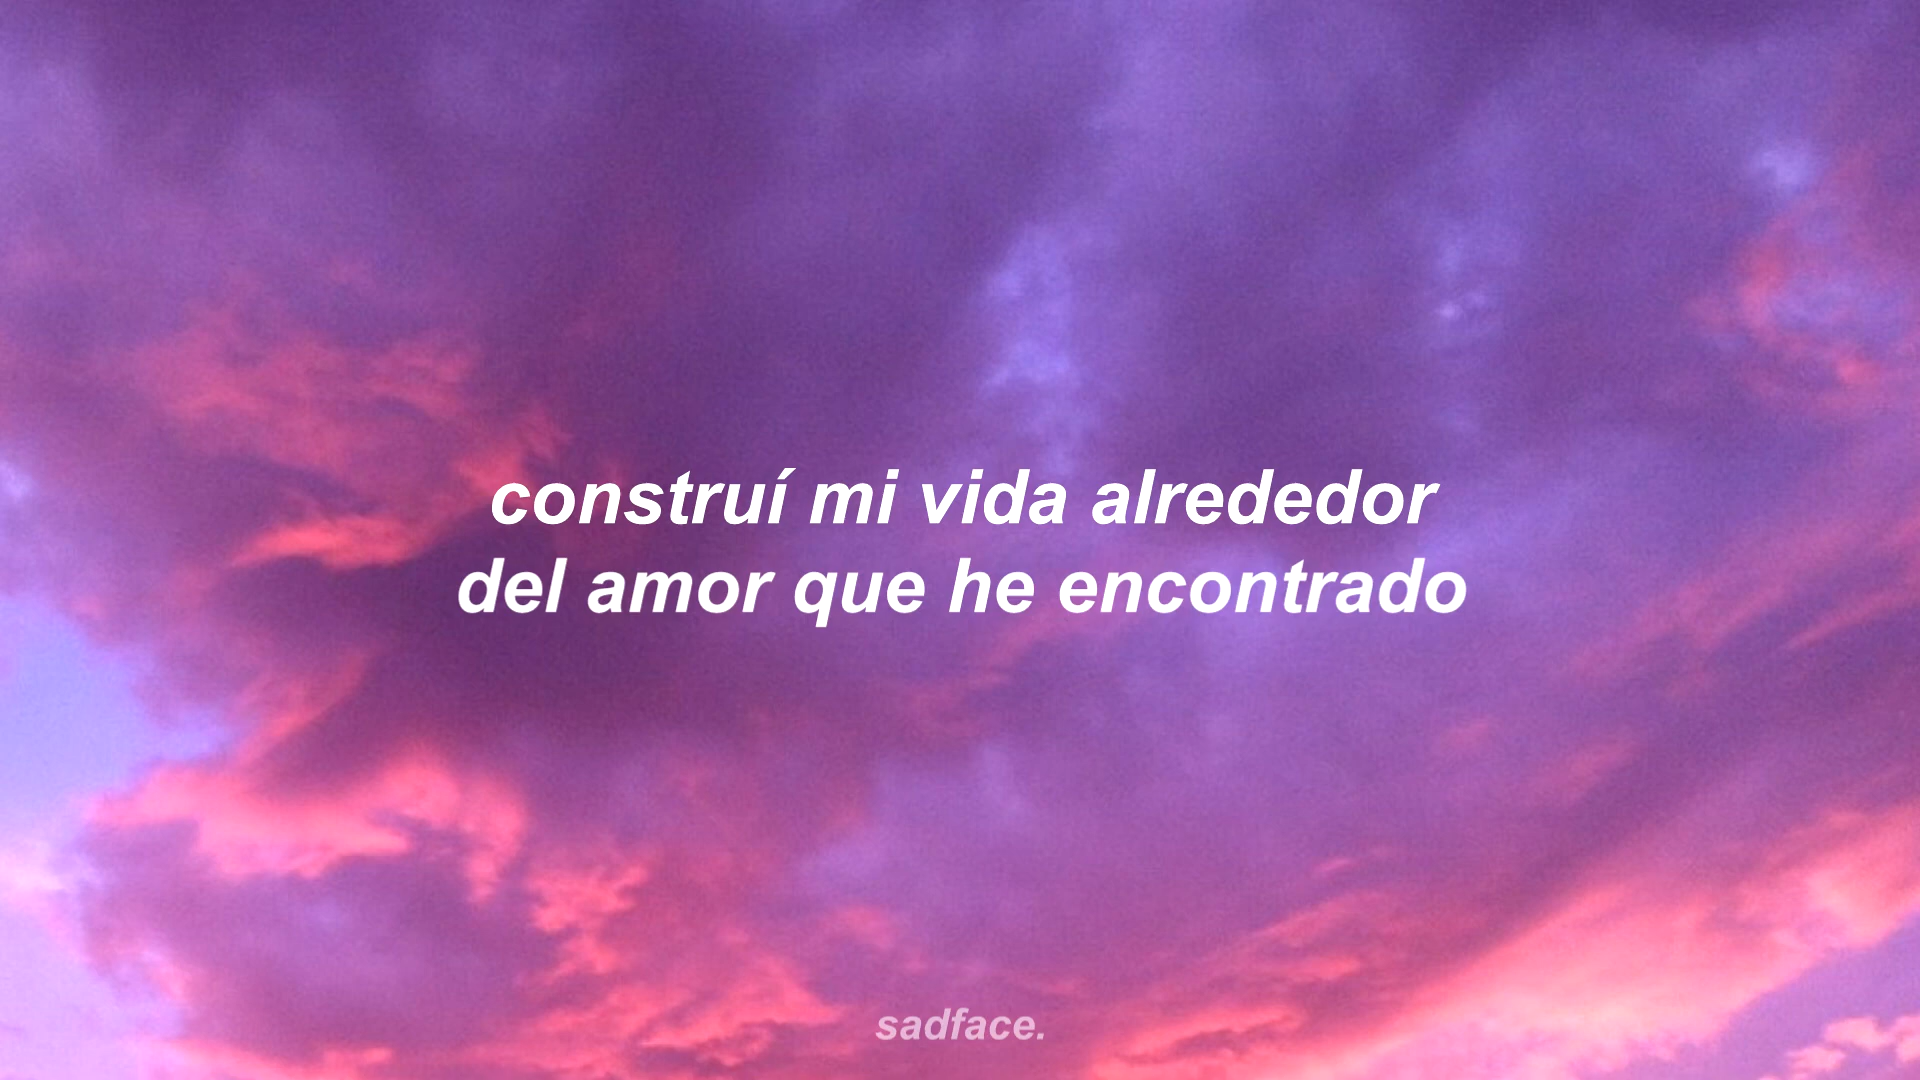 construí mi vida alrededor
del amor que he encontrado
sadface.